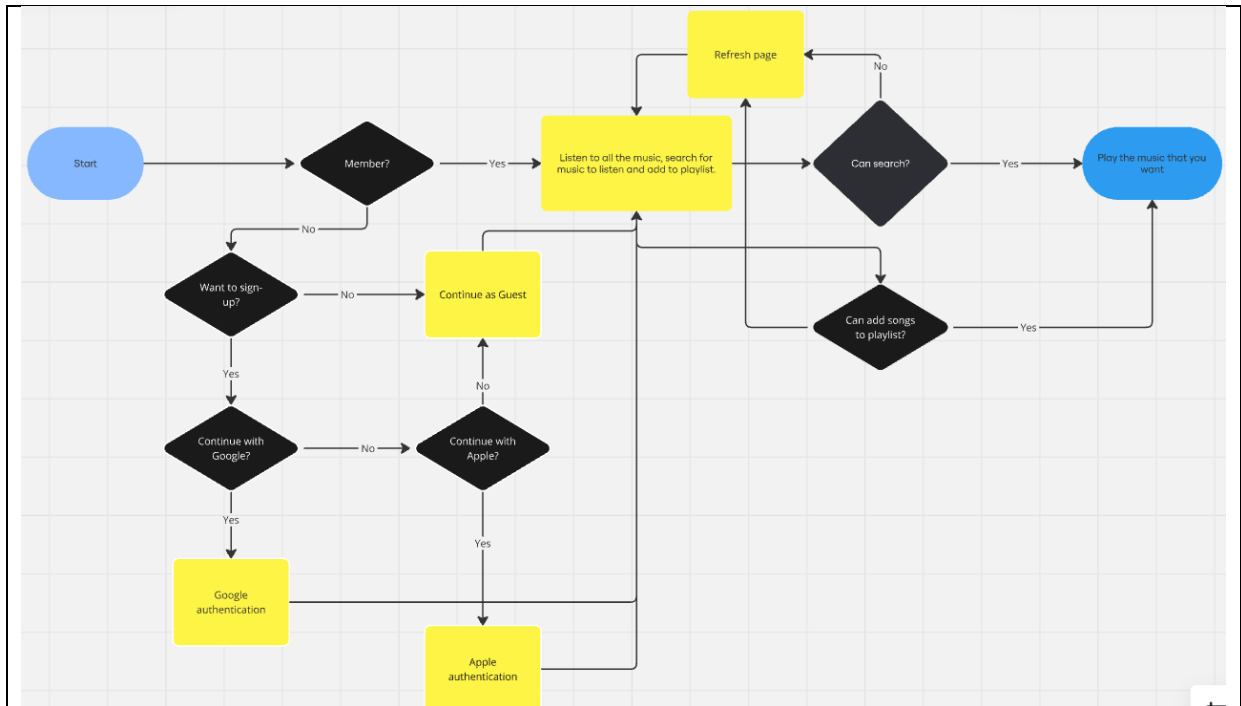 Refresh page
No
Start
Member?
Yes
Listen to all the music, search for
music to listen and add to playlist.
Can search?
Yes
Play the music that you
want
No
Want to sign-
up?
No
Continue as Guest
Can add songs
to playlist?
Yes
Yes
No
Continue with
Google?
No
Continue with
Apple?
Yes
Yes
Google
authentication
Apple
authentication